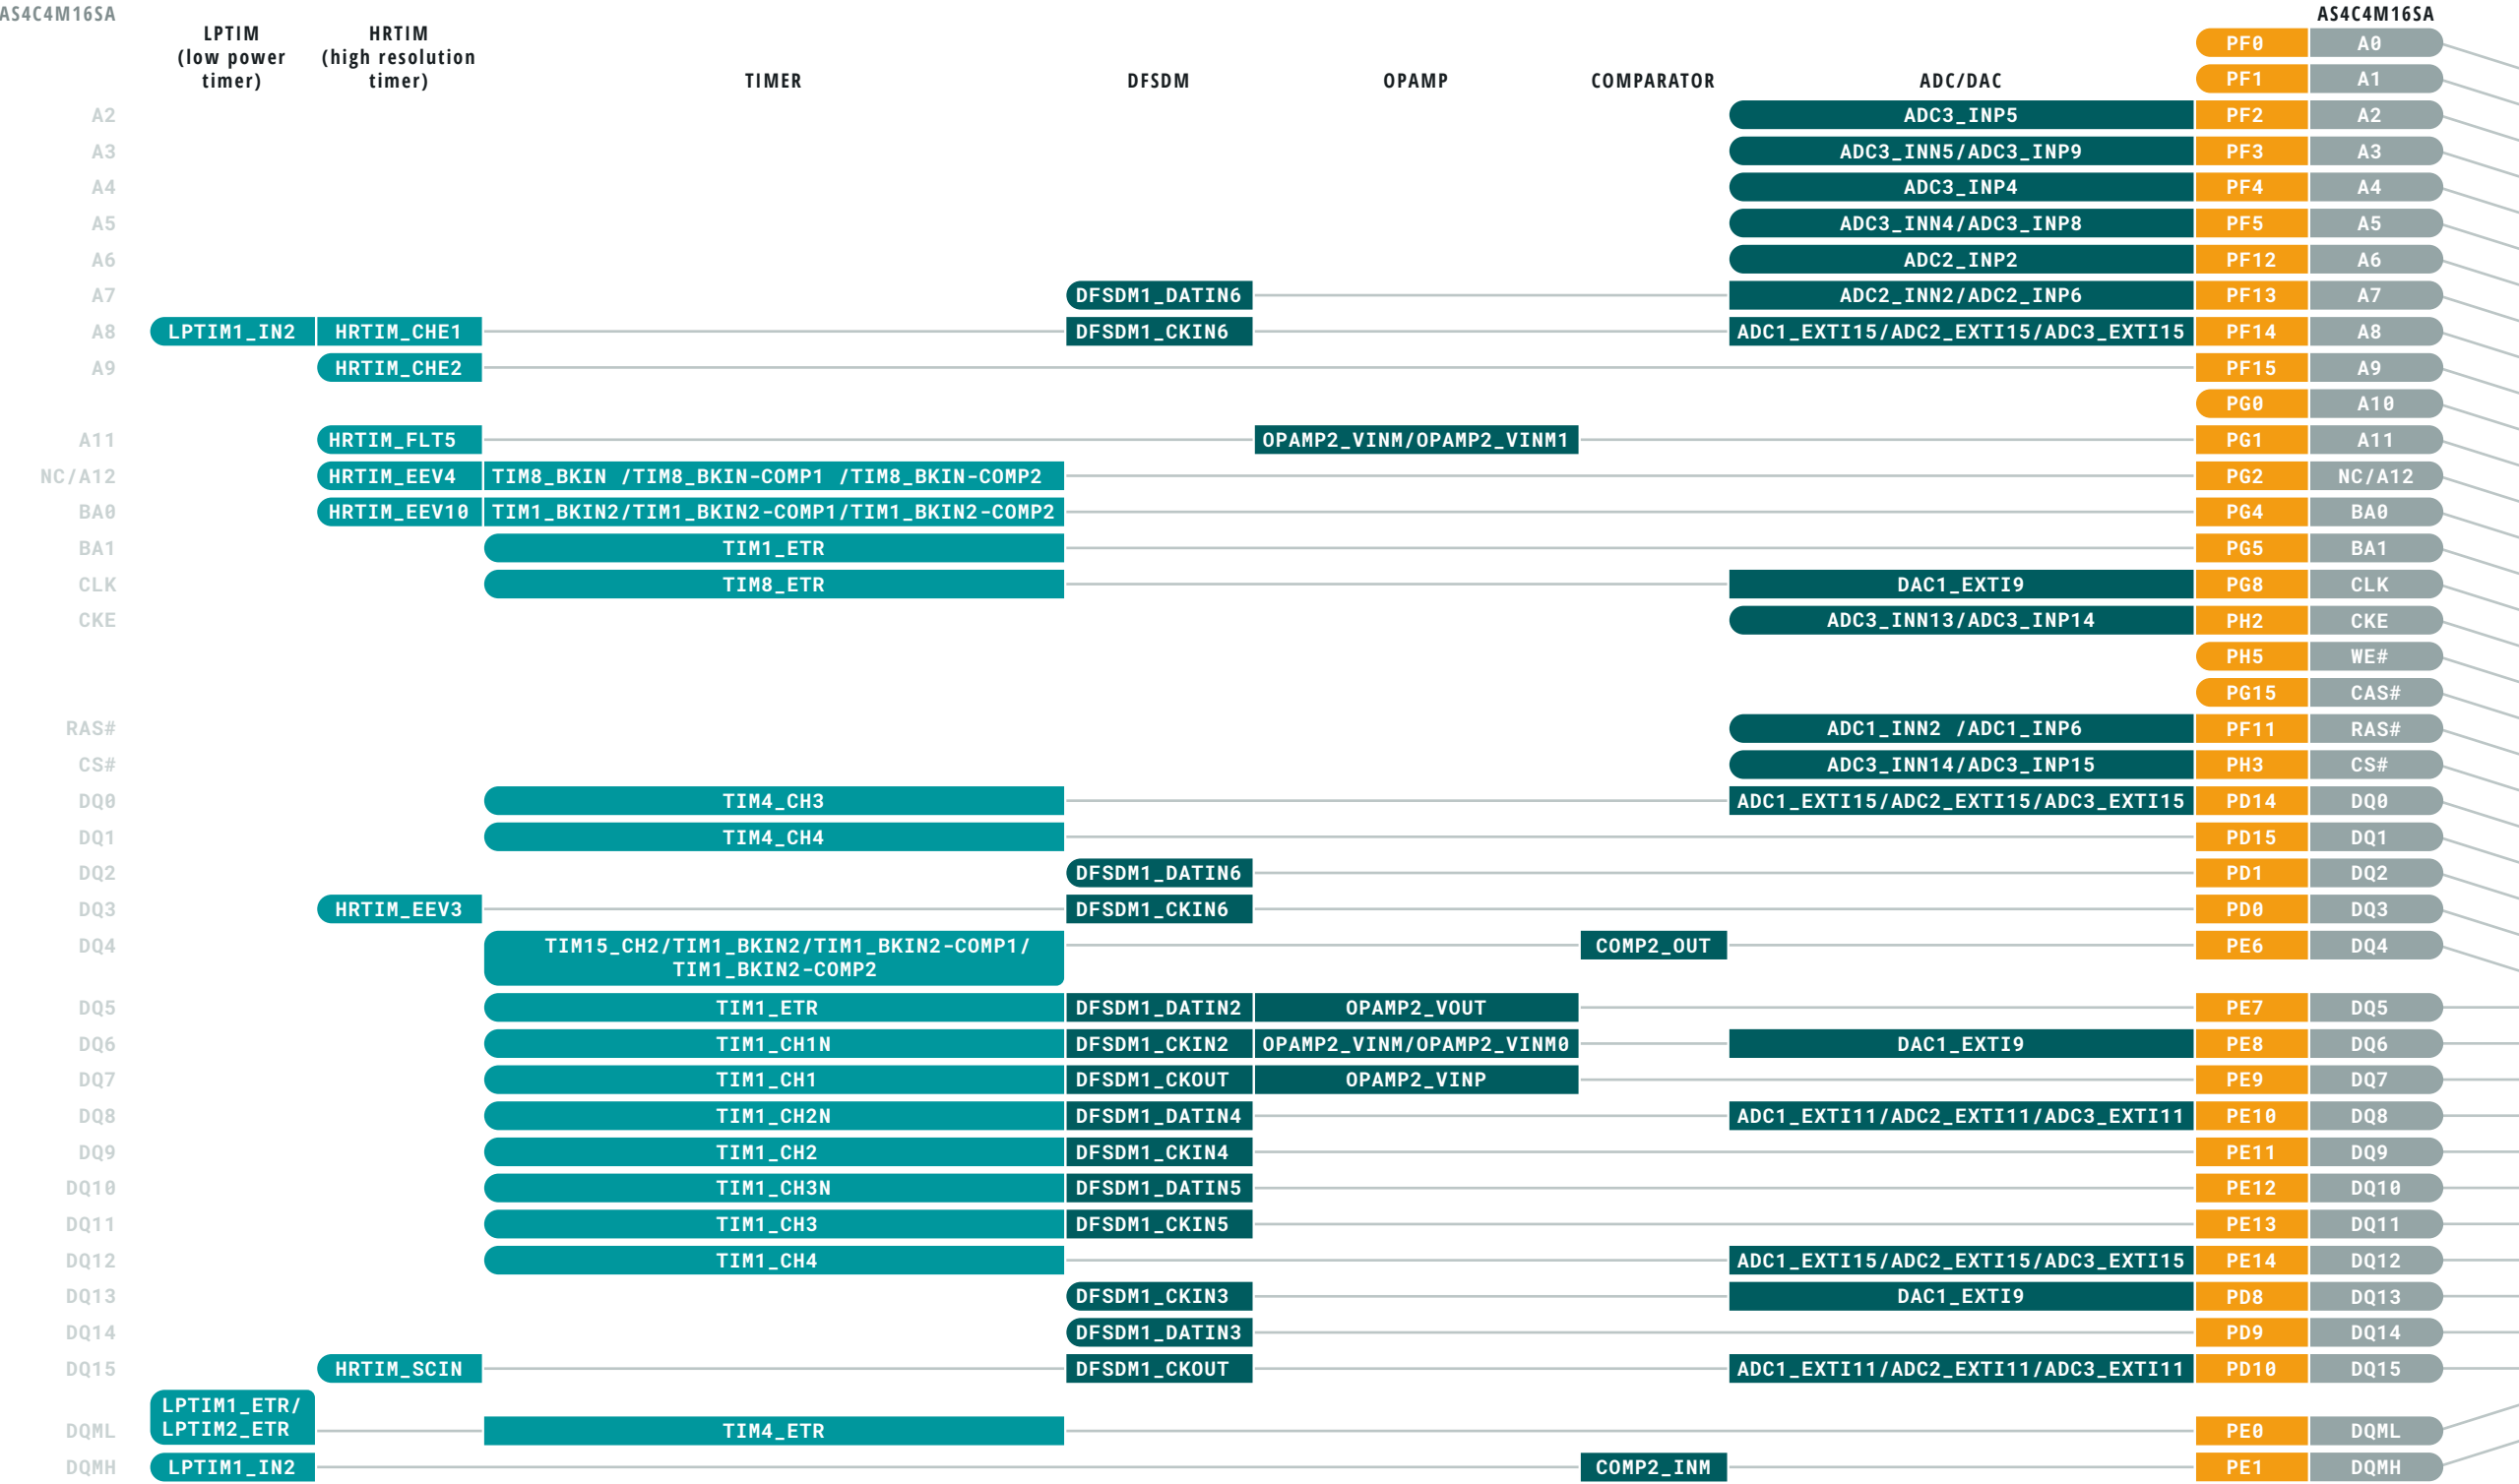 AS4C4M16SA AS4C4M16SA
LPTIM HRTIM
(low power (high resolution
timer) timer) TIMER DFSDM OPAMP COMPARATOR ADC/DAC
PF0 A0
PF1 A1
A2 ADC3_INP5 PF2 A2
A3 ADC3_INN5/ADC3_INP9 PF3 A3
A4 ADC3_INP4 PF4 A4
A5 ADC3_INN4/ADC3_INP8 PF5 A5
A6 ADC2_INP2 PF12 A6
A7 DFSDM1_DATIN6 ADC2_INN2/ADC2_INP6 PF13 A7
A8 LPTIM1_IN2 HRTIM_CHE1 DFSDM1_CKIN6 ADC1_EXTI15/ADC2_EXTI15/ADC3_EXTI15 PF14 A8
A9 HRTIM_CHE2 PF15 A9
PG0 A10
A11 HRTIM_FLT5 OPAMP2_VINM/OPAMP2_VINM1 PG1 A11
NC/A12 HRTIM_EEV4 TIM8_BKIN /TIM8_BKIN-COMP1 /TIM8_BKIN-COMP2 PG2 NC/A12
BA0 HRTIM_EEV10 TIM1_BKIN2/TIM1_BKIN2-COMP1/TIM1_BKIN2-COMP2 PG4 BA0
BA1 TIM1_ETR PG5 BA1
CLK TIM8_ETR DAC1_EXTI9 PG8 CLK
CKE ADC3_INN13/ADC3_INP14 PH2 CKE
PH5 WE#
PG15 CAS#
RAS# ADC1_INN2 /ADC1_INP6 PF11 RAS#
CS# ADC3_INN14/ADC3_INP15 PH3 CS#
DQ0 TIM4_CH3 ADC1_EXTI15/ADC2_EXTI15/ADC3_EXTI15 PD14 DQ0
DQ1 TIM4_CH4 PD15 DQ1
DQ2 DFSDM1_DATIN6 PD1 DQ2
DQ3 HRTIM_EEV3 DFSDM1_CKIN6 PD0 DQ3
DQ4 TIM15_CH2/TIM1_BKIN2/TIM1_BKIN2-COMP1/ COMP2_OUT PE6 DQ4
TIM1_BKIN2-COMP2
DQ5 TIM1_ETR DFSDM1_DATIN2 OPAMP2_VOUT PE7 DQ5
DQ6 TIM1_CH1N DFSDM1_CKIN2 OPAMP2_VINM/OPAMP2_VINM0 DAC1_EXTI9 PE8 DQ6
DQ7 TIM1_CH1 DFSDM1_CKOUT OPAMP2_VINP PE9 DQ7
DQ8 TIM1_CH2N DFSDM1_DATIN4 ADC1_EXTI11/ADC2_EXTI11/ADC3_EXTI11 PE10 DQ8
DQ9 TIM1_CH2 DFSDM1_CKIN4 PE11 DQ9
DQ10 TIM1_CH3N DFSDM1_DATIN5 PE12 DQ10
DQ11 TIM1_CH3 DFSDM1_CKIN5 PE13 DQ11
DQ12 TIM1_CH4 ADC1_EXTI15/ADC2_EXTI15/ADC3_EXTI15 PE14 DQ12
DQ13 DFSDM1_CKIN3 DAC1_EXTI9 PD8 DQ13
DQ14 DFSDM1_DATIN3 PD9 DQ14
DQ15 HRTIM_SCIN DFSDM1_CKOUT ADC1_EXTI11/ADC2_EXTI11/ADC3_EXTI11 PD10 DQ15
LPTIM1_ETR/
DQML LPTIM2_ETR TIM4_ETR PE0 DQML
DQMH LPTIM1_IN2 COMP2_INM PE1 DQMH